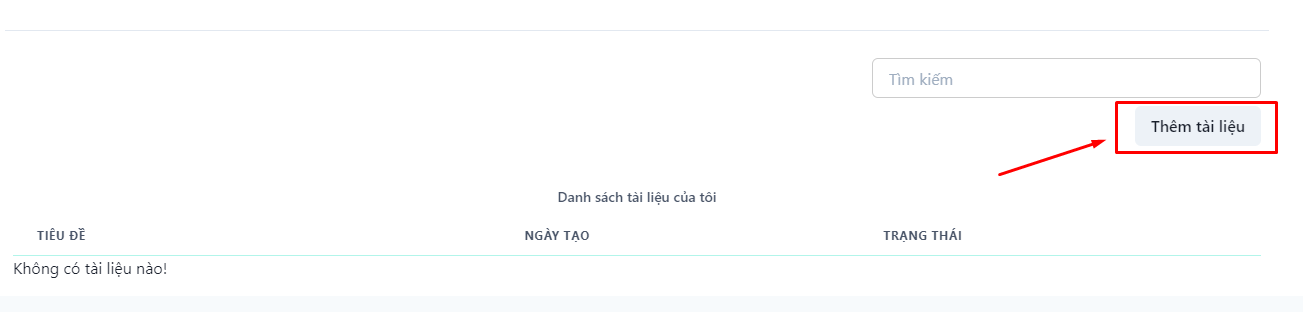 Tìm kiếm
Thêm tài liệu
Danh sách tài liệu của tôi
TIÊU ĐỀ NGÀY TẠO TRẠNG THÁI
Không có tài liệu nào!